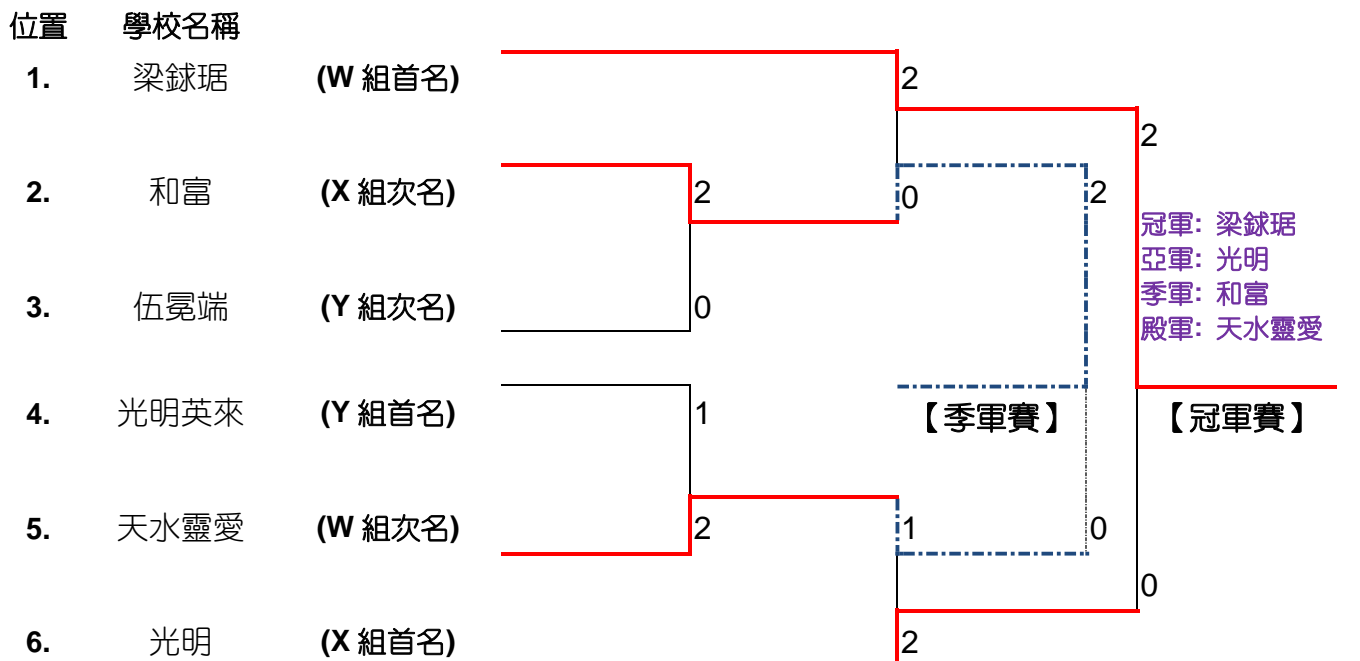 位置 學校名稱
1. 梁銶琚 (W 組首名) 2
2
2. 和富 (X 組次名) 2 0 2
冠軍: 梁銶琚
亞軍: 光明
季軍: 和富
3. 伍冕端 (Y 組次名) 0
殿軍: 天水靈愛
4. 光明英來 (Y 組首名) 1 【季軍賽】 【冠軍賽】
5. 天水靈愛 (W 組次名) 2 1 0
0
6. 光明 (X 組首名) 2